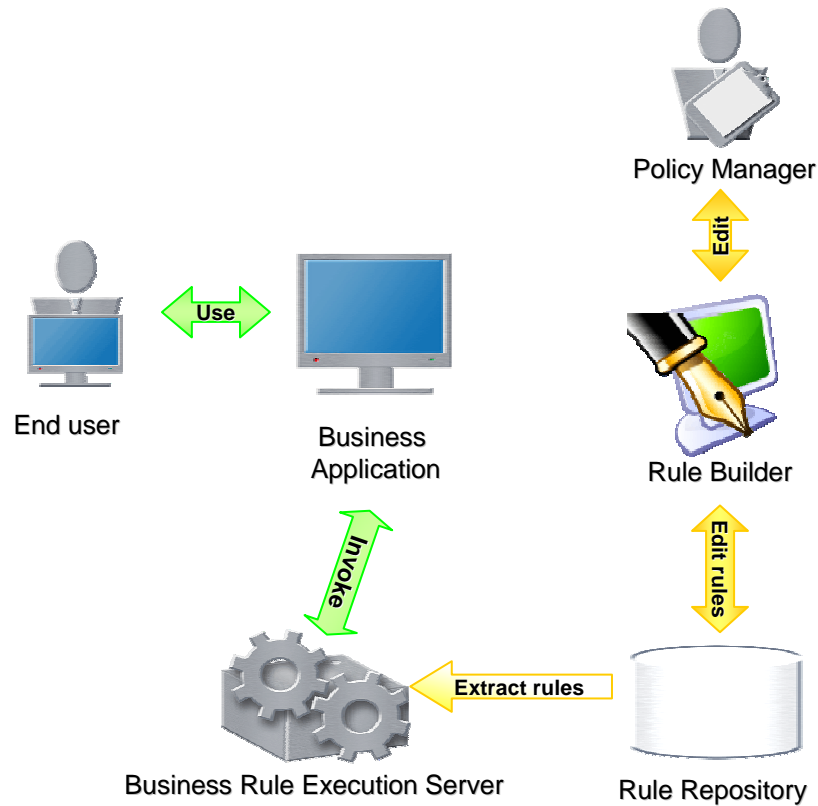 Policy Manager
Edit
Use
End user
Business
Application
Rule Builder
Invoke
Edit rules
Extract rules
Business Rule Execution Server
Rule Repository